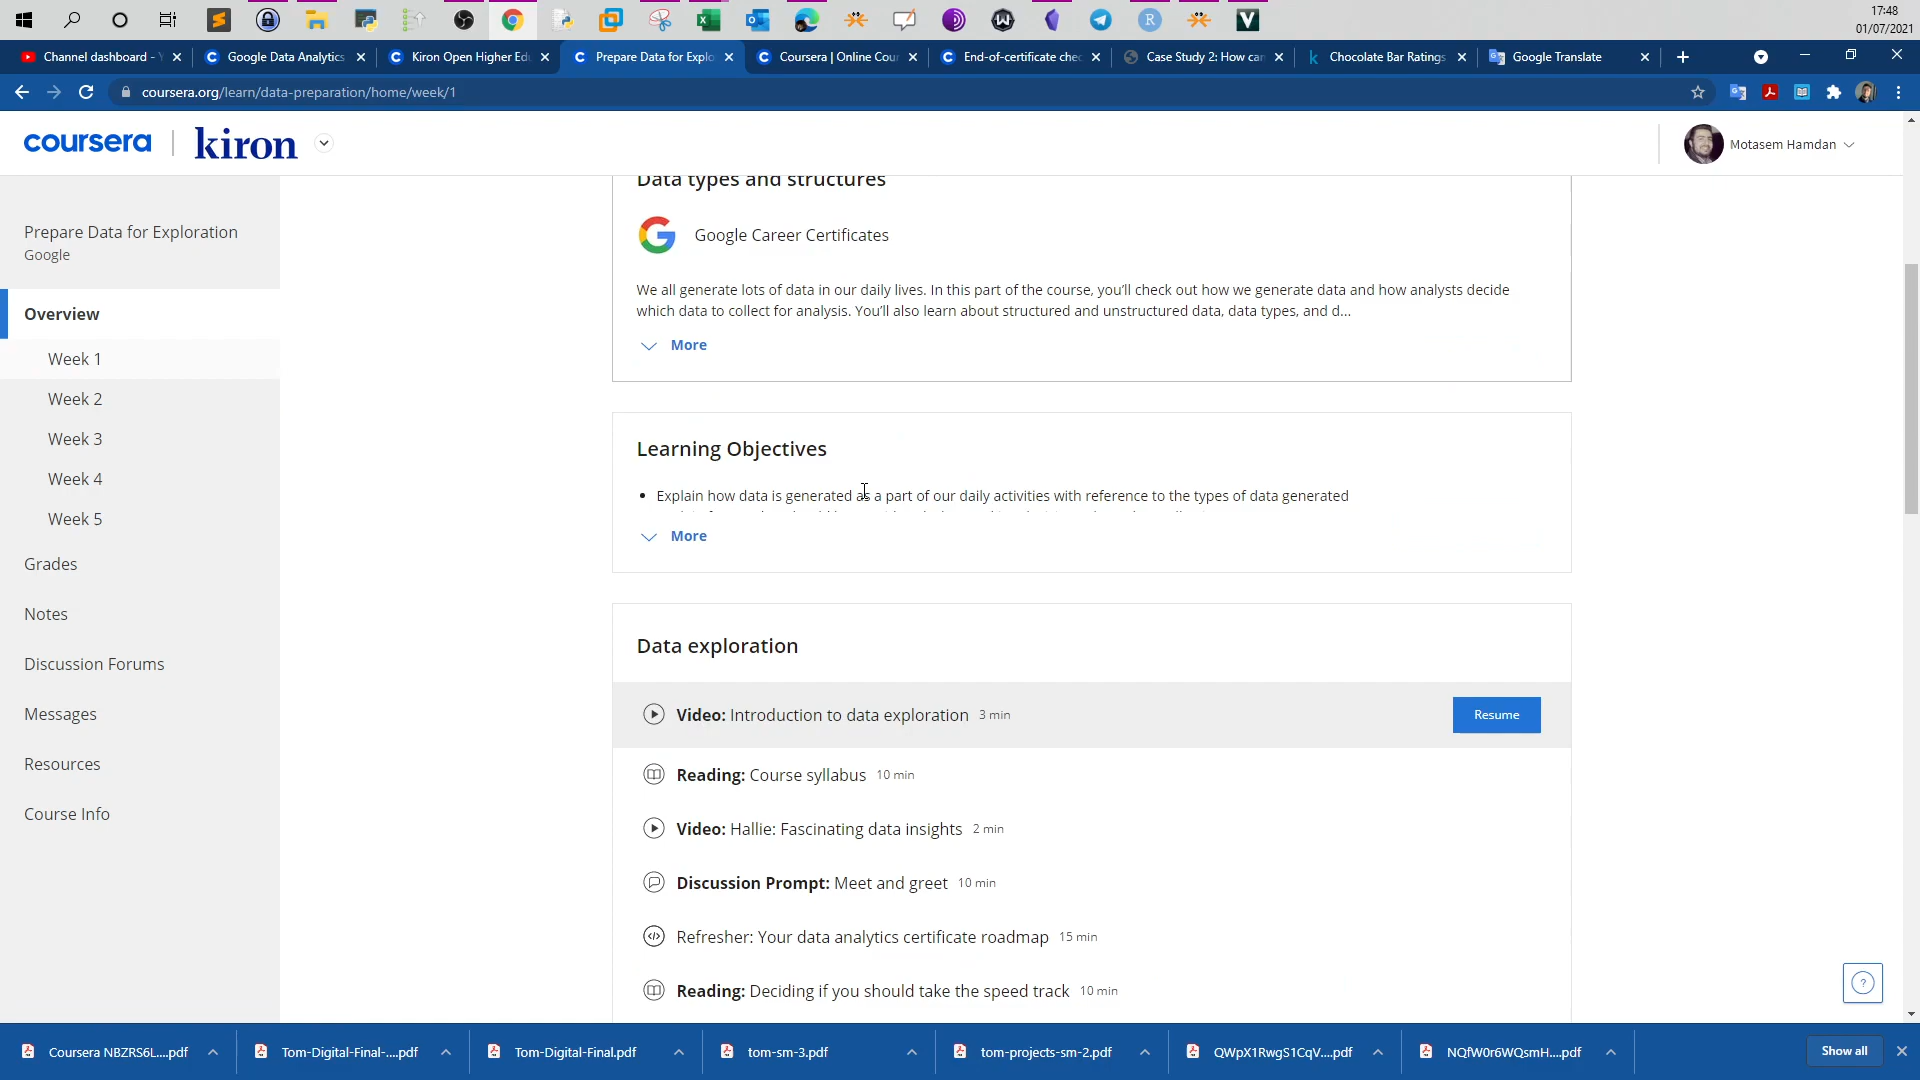 17:48
01/07/2021
Channel dashboard - Y
Google Data Analytics
Kiron Open Higher Ed
Prepare Data for Explo
Coursera | Online Cour
End-of-certificate chec
Case Study 2: How can
Chocolate Bar Ratings
Google Translate
coursera.org/learn/data-preparation/home/week/1
coursera | kiron
Motasem Hamdan
Prepare Data for Exploration
Google
Overview
Week 1
Week 2
Week 3
Week 4
Week 5
Grades
Notes
Discussion Forums
Messages
Resources
Course Info
Data types and structures
Google Career Certificates
We all generate lots of data in our daily lives. In this part of the course, you'll check out how we generate data and how analysts decide
which data to collect for analysis. You'll also learn about structured and unstructured data, data types, and d...
More
Learning Objectives
• Explain how data is generated as a part of our daily activities with reference to the types of data generated
More
Data exploration
Video: Introduction to data exploration 3 min
Resume
Reading: Course syllabus 10 min
Video: Hallie: Fascinating data insights 2 min
Discussion Prompt: Meet and greet 10 min
Refresher: Your data analytics certificate roadmap 15 min
Reading: Deciding if you should take the speed track 10 min
Coursera NBZRS6L....pdf
Tom-Digital-Final-....pdf
Tom-Digital-Final.pdf
tom-sm-3.pdf
tom-projects-sm-2.pdf
QWpX1RwgS1CqV....pdf
NQfW0r6WQsmH....pdf
Show all